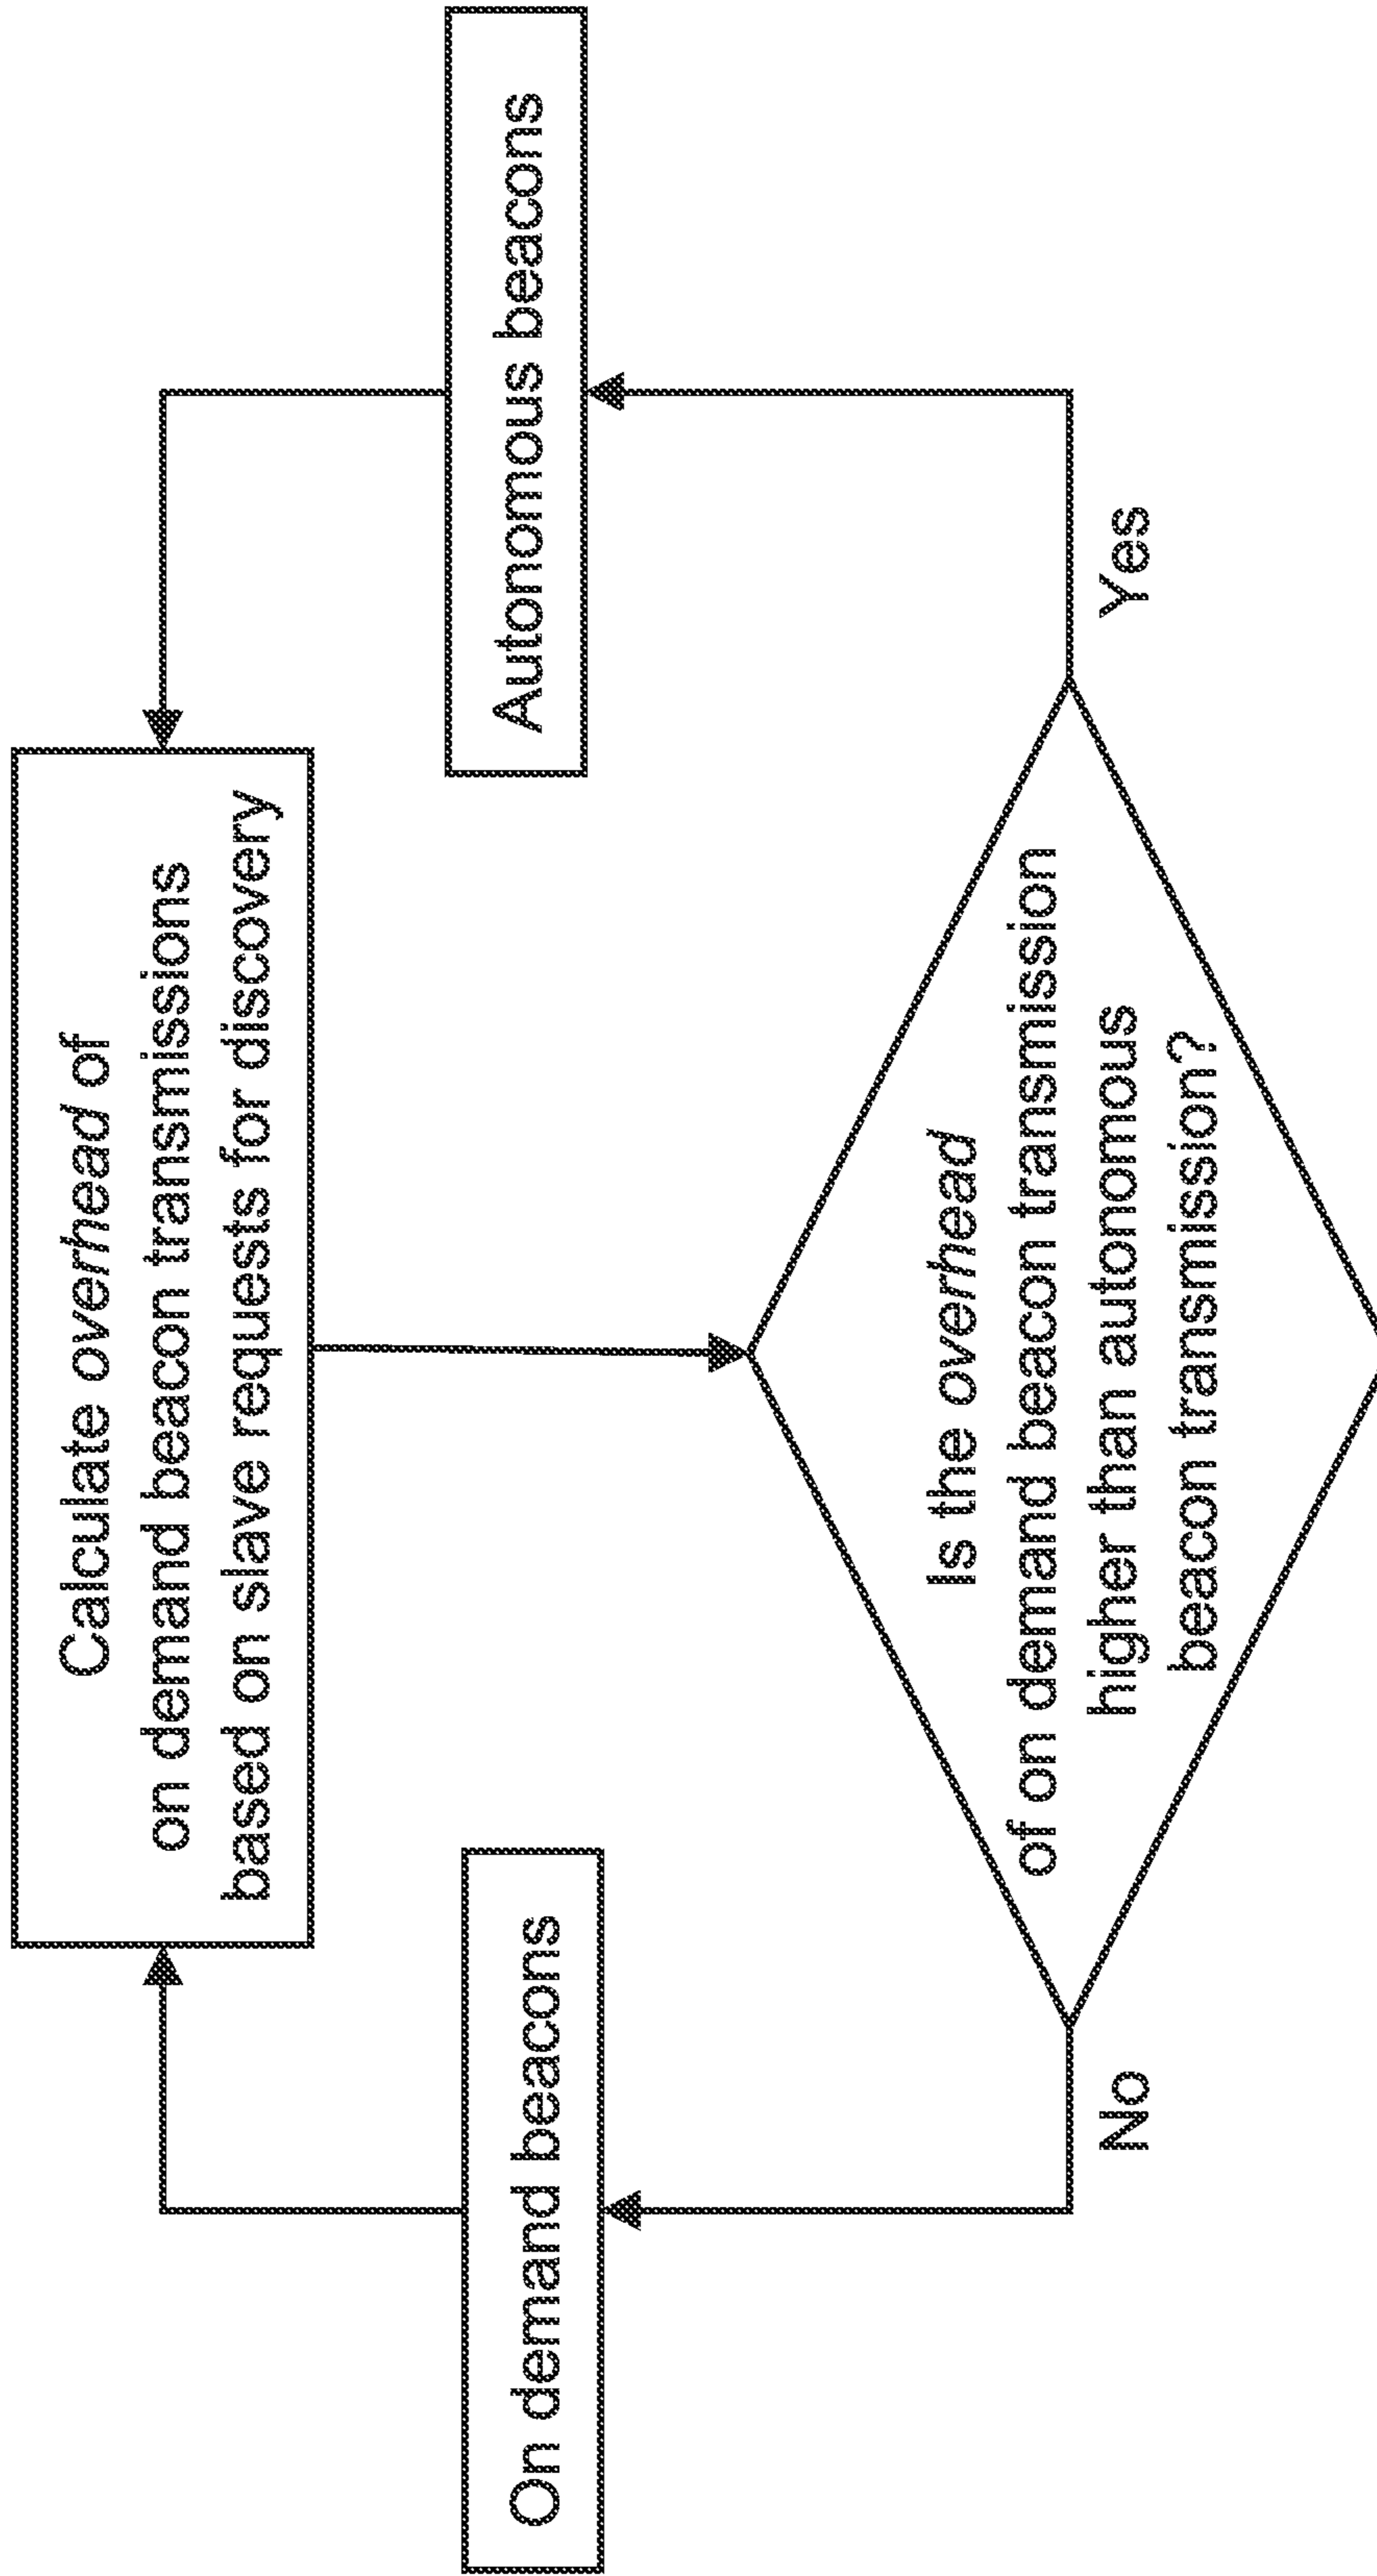 Calculate overhead of
on demand beacon transmissions
based on slave requests for discovery
On demand beacons
Autonomous beacons
Is the overhead
of on demand beacon transmission
higher than autonomous
beacon transmission?
No
Yes